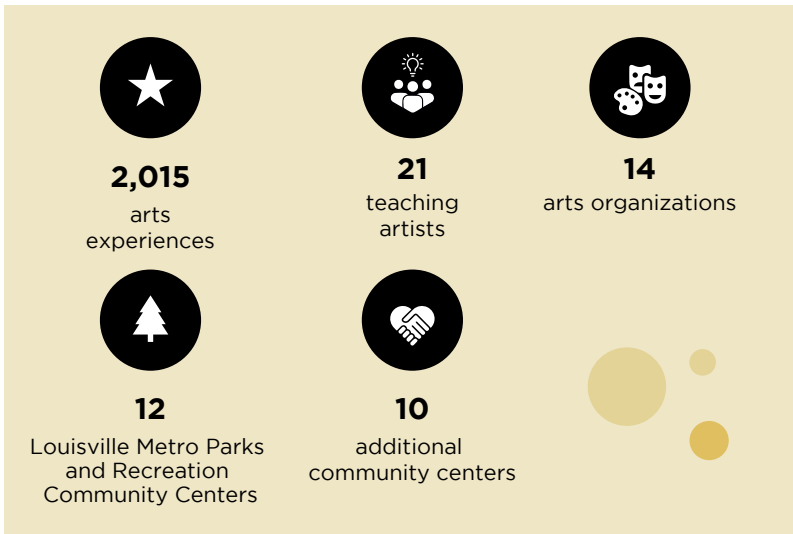 2,015
arts
experiences
21
teaching
artists
14
arts organizations
12
Louisville Metro Parks
and Recreation
Community Centers
10
additional
community centers